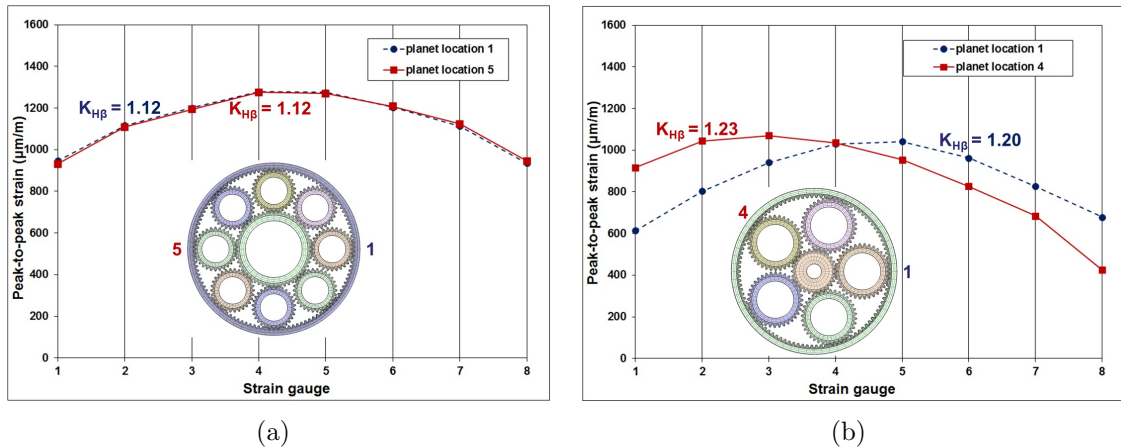 1600
1400
1200
1000
800
600
400
200
0
Peak-to-peak strain (µm/m)
planet location 1
planet location 5
KHβ = 1.12
KHβ = 1.12
5
1
1 2 3 4 5 6 7 8
Strain gauge
(a)
1600
1400
1200
1000
800
600
400
200
0
Peak-to-peak strain (µm/m)
planet location 1
planet location 4
KHβ = 1.23
KHβ = 1.20
4
1
1 2 3 4 5 6 7 8
Strain gauge
(b)